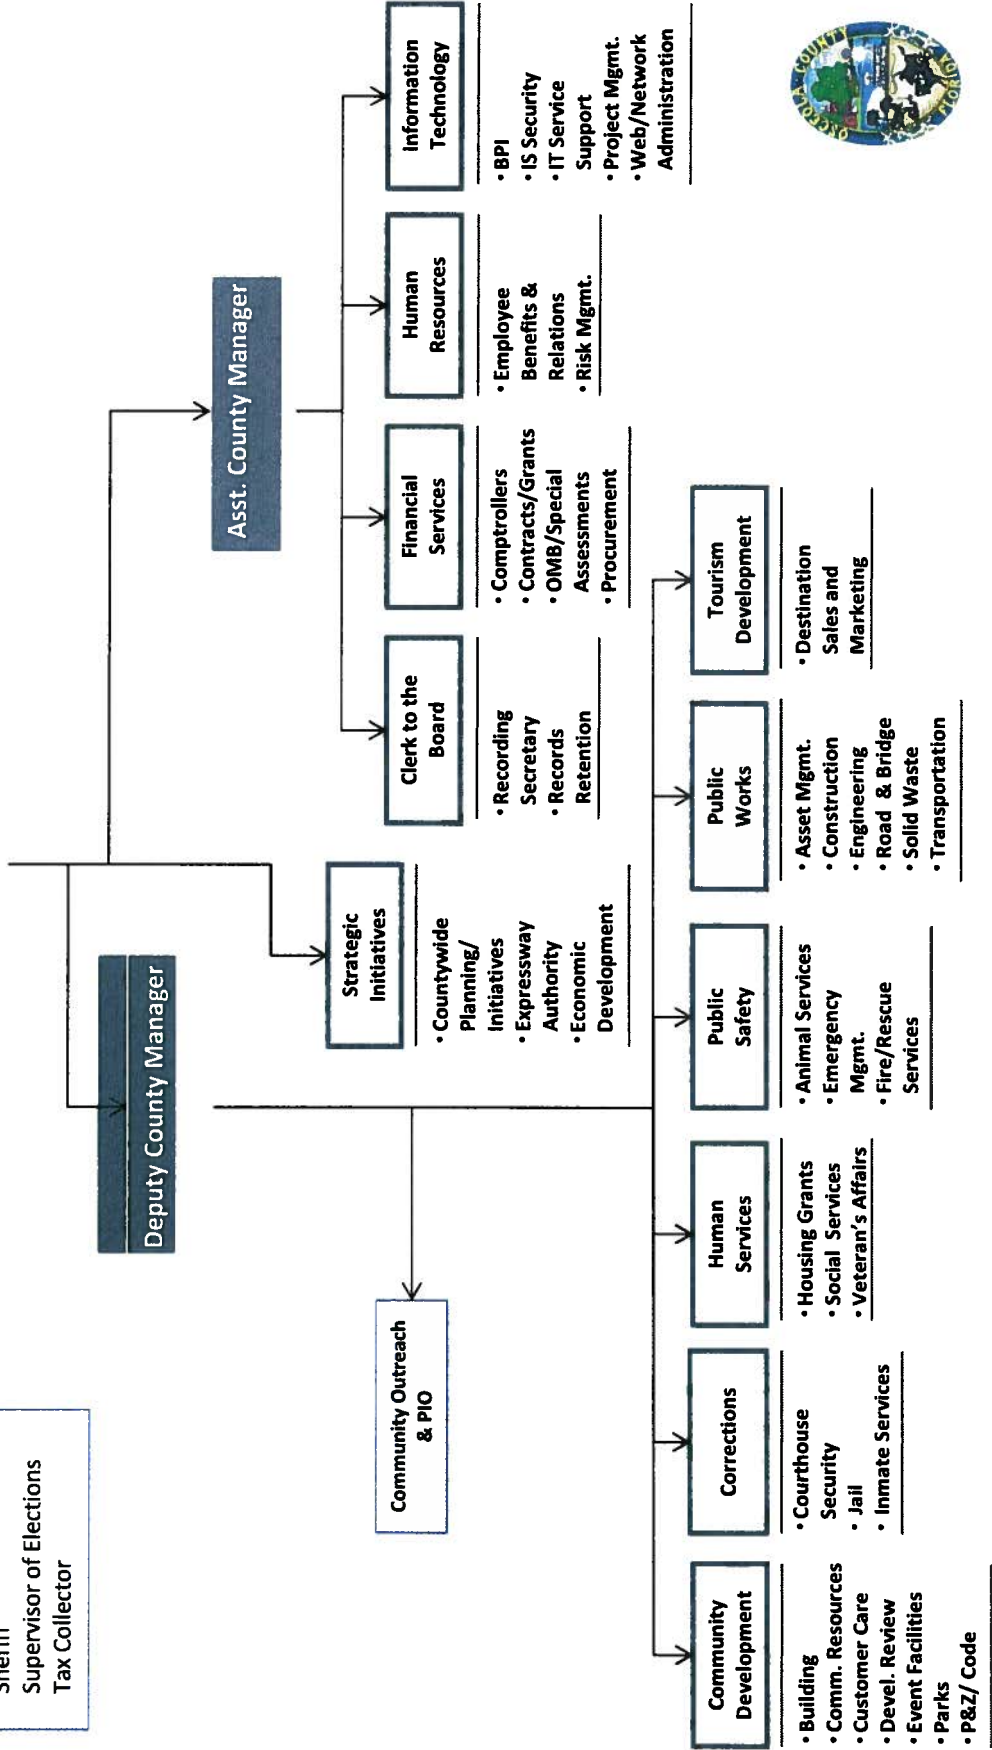 Supervisor of Elections
Tax Collector
Deputy County Manager
Asst. County Manager
Strategic
Initiatives
• Countywide
Planning/
Initiatives
• Expressway
Authority
• Economic
Development
Clerk to the
Board
• Recording
Secretary
• Records
Retention
Financial
Services
• Comptrollers
• Contracts/Grants
• OMB/Special
Assessments
• Procurement
Human
Resources
• Employee
Benefits &
Relations
• Risk Mgmt.
Information
Technology
• BPI
• IS Security
• IT Service
Support
• Project Mgmt.
• Web/Network
Administration
Community Outreach
& PIO
Community
Development
• Building
• Comm. Resources
• Customer Care
• Devel. Review
• Event Facilities
• Parks
• P&Z/ Code
Corrections
• Courthouse
Security
• Jail
• Inmate Services
Human
Services
• Housing Grants
• Social Services
• Veteran's Affairs
Public
Safety
• Animal Services
• Emergency
Mgmt.
• Fire/Rescue
Services
Public
Works
• Asset Mgmt.
• Construction
• Engineering
• Road & Bridge
• Solid Waste
• Transportation
Tourism
Development
• Destination
Sales and
Marketing
OSCEOLA COUNTY